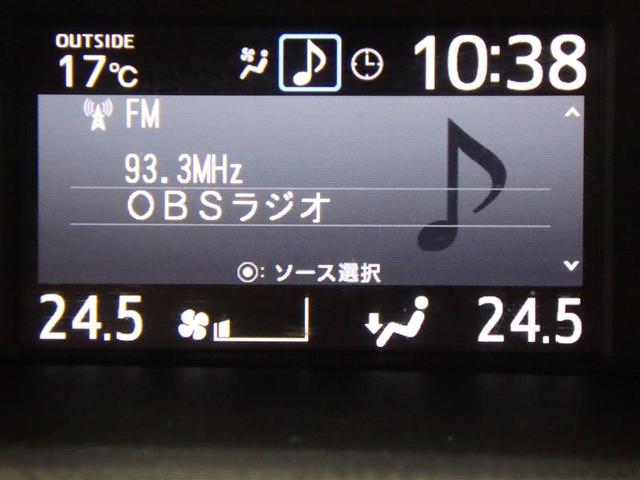 OUTSIDE
17℃
10:38
FM
93.3MHz
ＯＢＳラジオ
◉: ソース選択
24.5
24.5